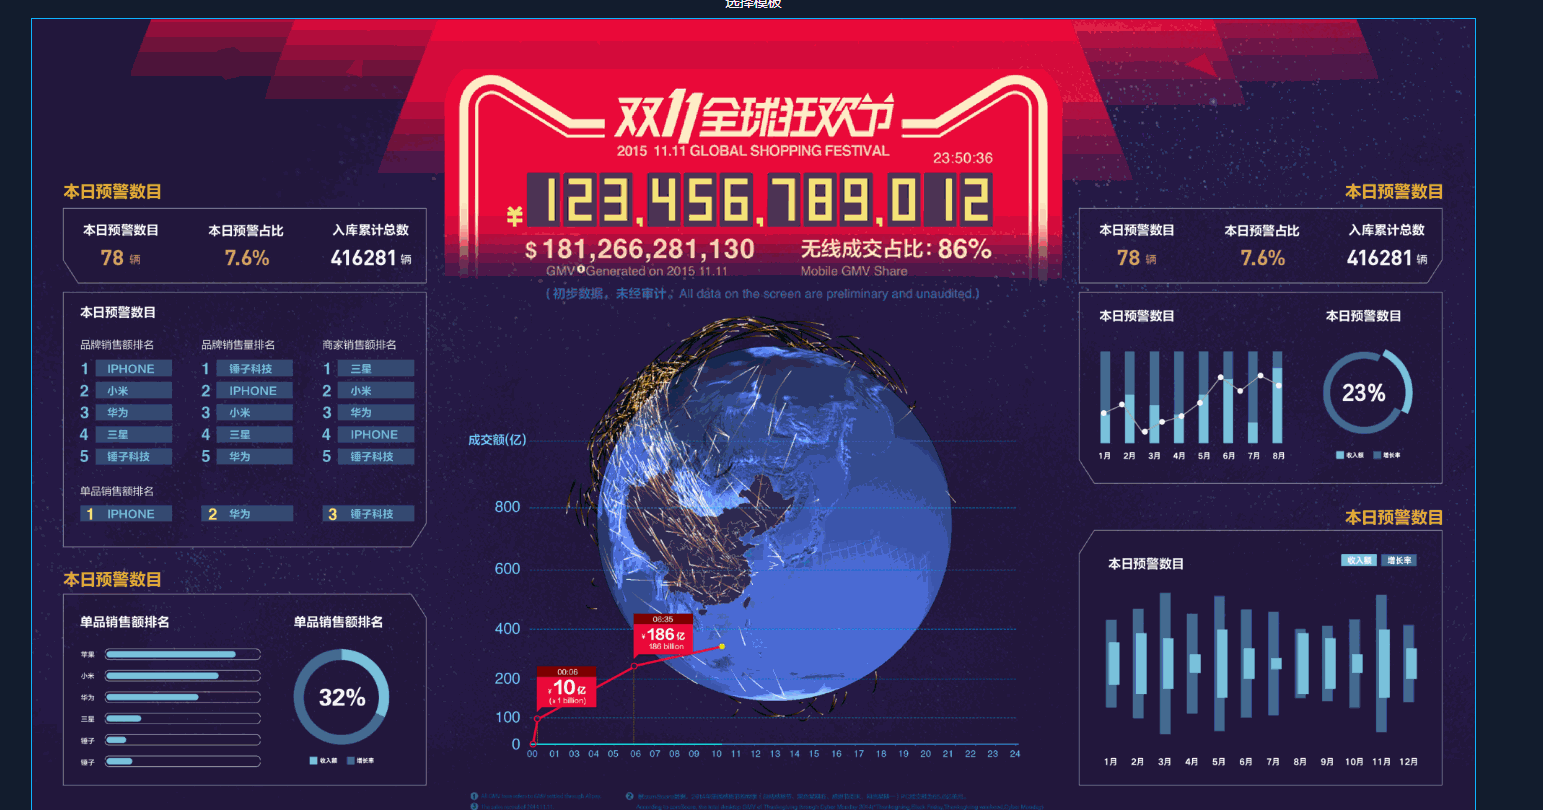 选择模板
双11全球狂欢节
2015 11.11 GLOBAL SHOPPING FESTIVAL
23:50:36
¥ 123,456,789,012
$ 181,266,281,130
无线成交占比: 86%
GMV Generated on 2015 11.11
Mobile GMV Share
(初步数据，未经审计。All data on the screen are preliminary and unaudited.)
本日预警数目
本日预警数目 本日预警占比 入库累计总数
78 辆 7.6% 416281 辆
本日预警数目
品牌销售额排名 品牌销售量排名 商家销售额排名
1 IPHONE 1 锤子科技 1 三星
2 小米 2 IPHONE 2 小米
3 华为 3 小米 3 华为
4 三星 4 三星 4 IPHONE
5 锤子科技 5 华为 5 锤子科技
单品销售额排名
1 IPHONE 2 华为 3 锤子科技
本日预警数目
单品销售额排名 单品销售额排名
苹果
小米
华为
三星
锤子
锤子
32%
收入额 增长率
成交额(亿)
800
600
400
200
100
0
06:35
¥186亿
186 billion
00:06
¥10亿
(¥1 billion)
00 01 03 04 05 06 07 08 09 10 11 12 13 14 15 16 17 18 19 20 21 22 23 24
本日预警数目
本日预警数目 本日预警占比 入库累计总数
78 辆 7.6% 416281 辆
本日预警数目 本日预警数目
1月 2月 3月 4月 5月 6月 7月 8月
23%
收入额 增长率
本日预警数目
本日预警数目
收入额 增长率
1月 2月 3月 4月 5月 6月 7月 8月 9月 10月 11月 12月